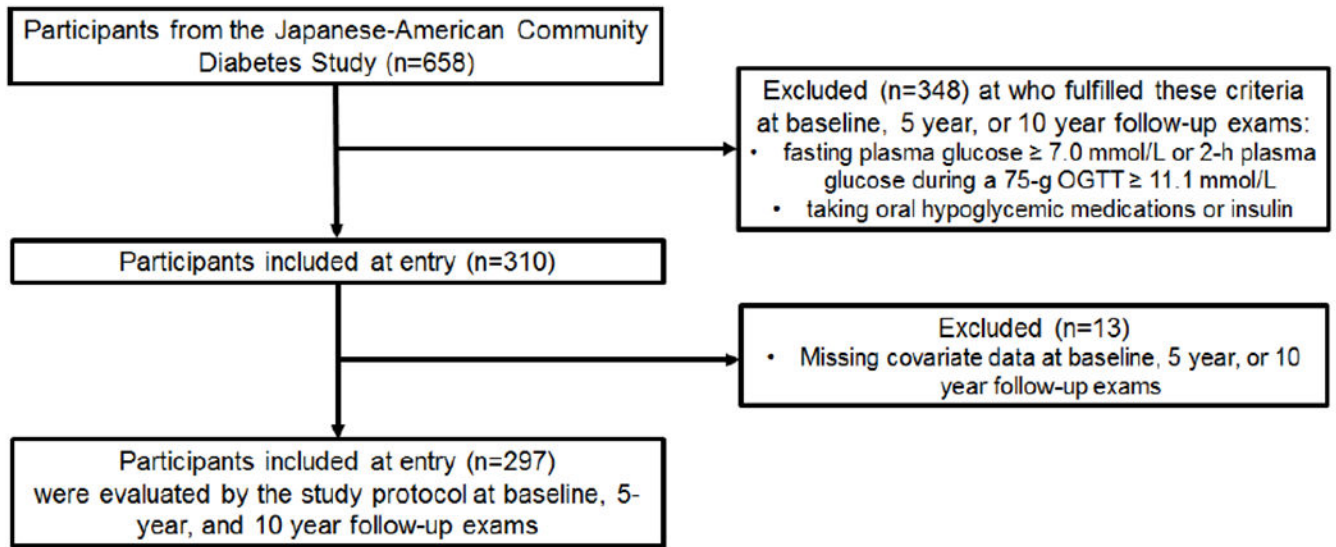 Participants from the Japanese-American Community
Diabetes Study (n=658)
Excluded (n=348) at who fulfilled these criteria
at baseline, 5 year, or 10 year follow-up exams:
• fasting plasma glucose ≥ 7.0 mmol/L or 2-h plasma
glucose during a 75-g OGTT ≥ 11.1 mmol/L
• taking oral hypoglycemic medications or insulin
Participants included at entry (n=310)
Excluded (n=13)
• Missing covariate data at baseline, 5 year, or 10
year follow-up exams
Participants included at entry (n=297)
were evaluated by the study protocol at baseline, 5-
year, and 10 year follow-up exams